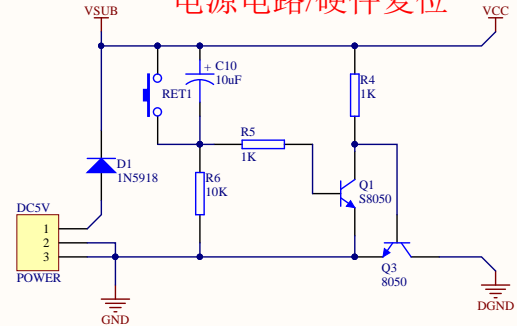 电源电路/硬件复位
VSUB
VCC
C10
+
10uF
RET1
R4
1K
R5
1K
D1
1N5918
R6
10K
Q1
S8050
DC5V
1
2
3
POWER
Q3
8050
GND
DGND